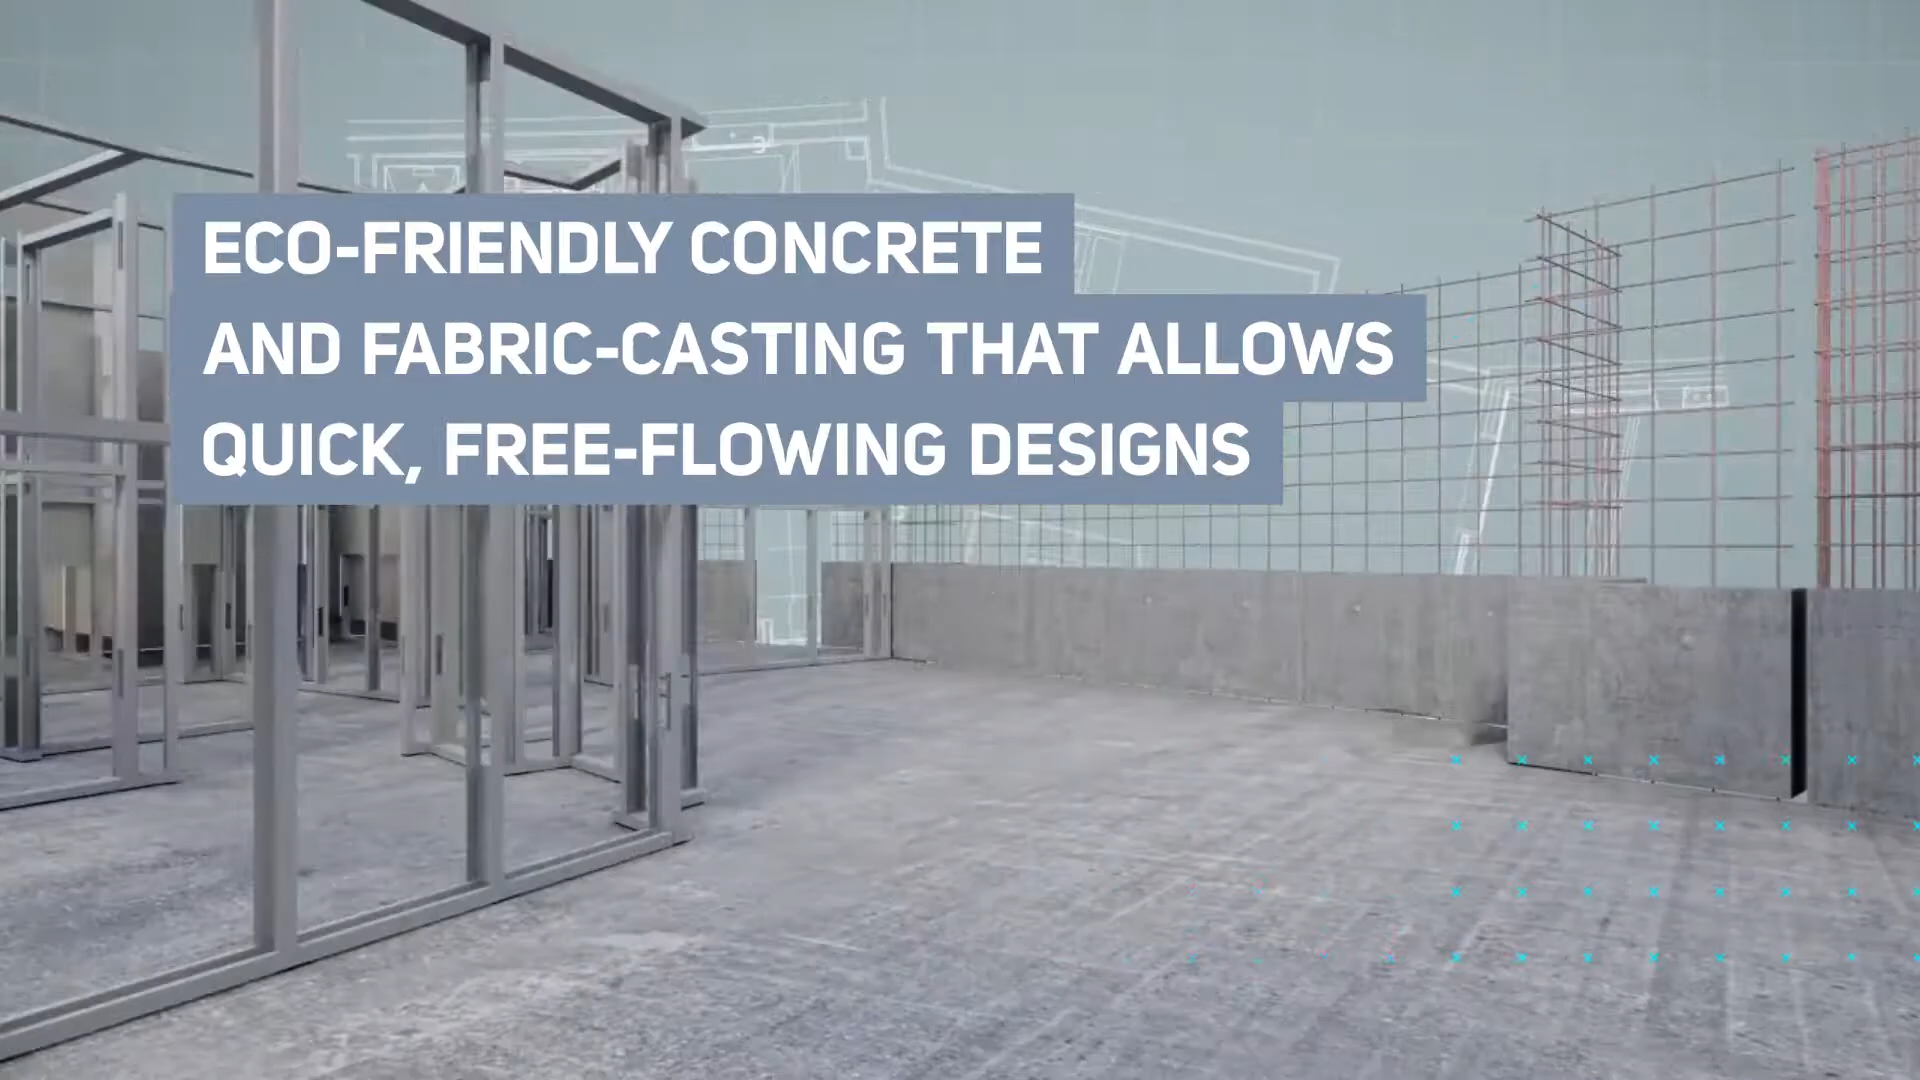 ECO-FRIENDLY CONCRETE
AND FABRIC-CASTING THAT ALLOWS
QUICK, FREE-FLOWING DESIGNS